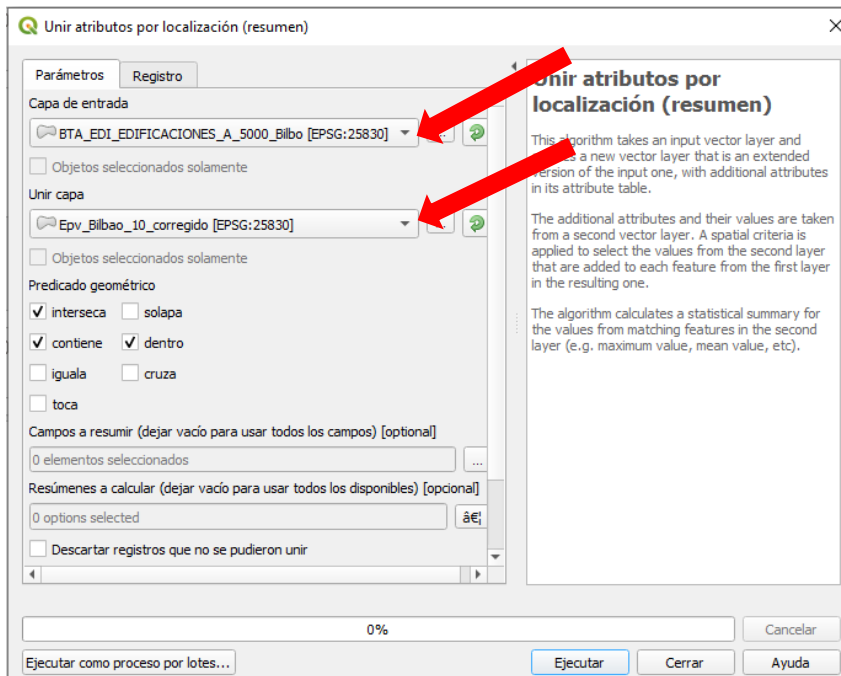 Unir atributos por localización (resumen)
Parámetros
Registro
Capa de entrada
BTA_EDI_EDIFICACIONES_A_5000_Bilbo [EPSG:25830]
Objetos seleccionados solamente
Unir capa
Epv_Bilbao_10_corregido [EPSG:25830]
Objetos seleccionados solamente
Predicado geométrico
interseca
solapa
contiene
dentro
iguala
cruza
toca
Campos a resumir (dejar vacío para usar todos los campos) [optional]
0 elementos seleccionados
...
Resúmenes a calcular (dejar vacío para usar todos los disponibles) [opcional]
0 options selected
â€¦
Descartar registros que no se pudieron unir
Unir atributos por
localización (resumen)
This algorithm takes an input vector layer and
a new vector layer that is an extended
version of the input one, with additional attributes
in its attribute table.
The additional attributes and their values are taken
from a second vector layer. A spatial criteria is
applied to select the values from the second layer
that are added to each feature from the first layer
in the resulting one.
The algorithm calculates a statistical summary for
the values from matching features in the second
layer (e.g. maximum value, mean value, etc).
0%
Cancelar
Ejecutar como proceso por lotes...
Ejecutar
Cerrar
Ayuda